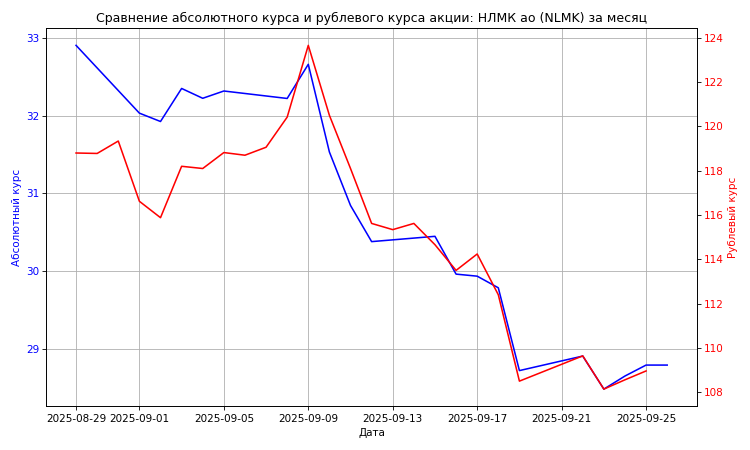 Сравнение абсолютного курса и рублевого курса акции: НЛМК ао (NLMK) за месяц
33
32
31
30
29
Абсолютный курс
124
122
120
118
116
114
112
110
108
Рублевый курс
2025-08-29 2025-09-01 2025-09-05 2025-09-09 2025-09-13 2025-09-17 2025-09-21 2025-09-25
Дата